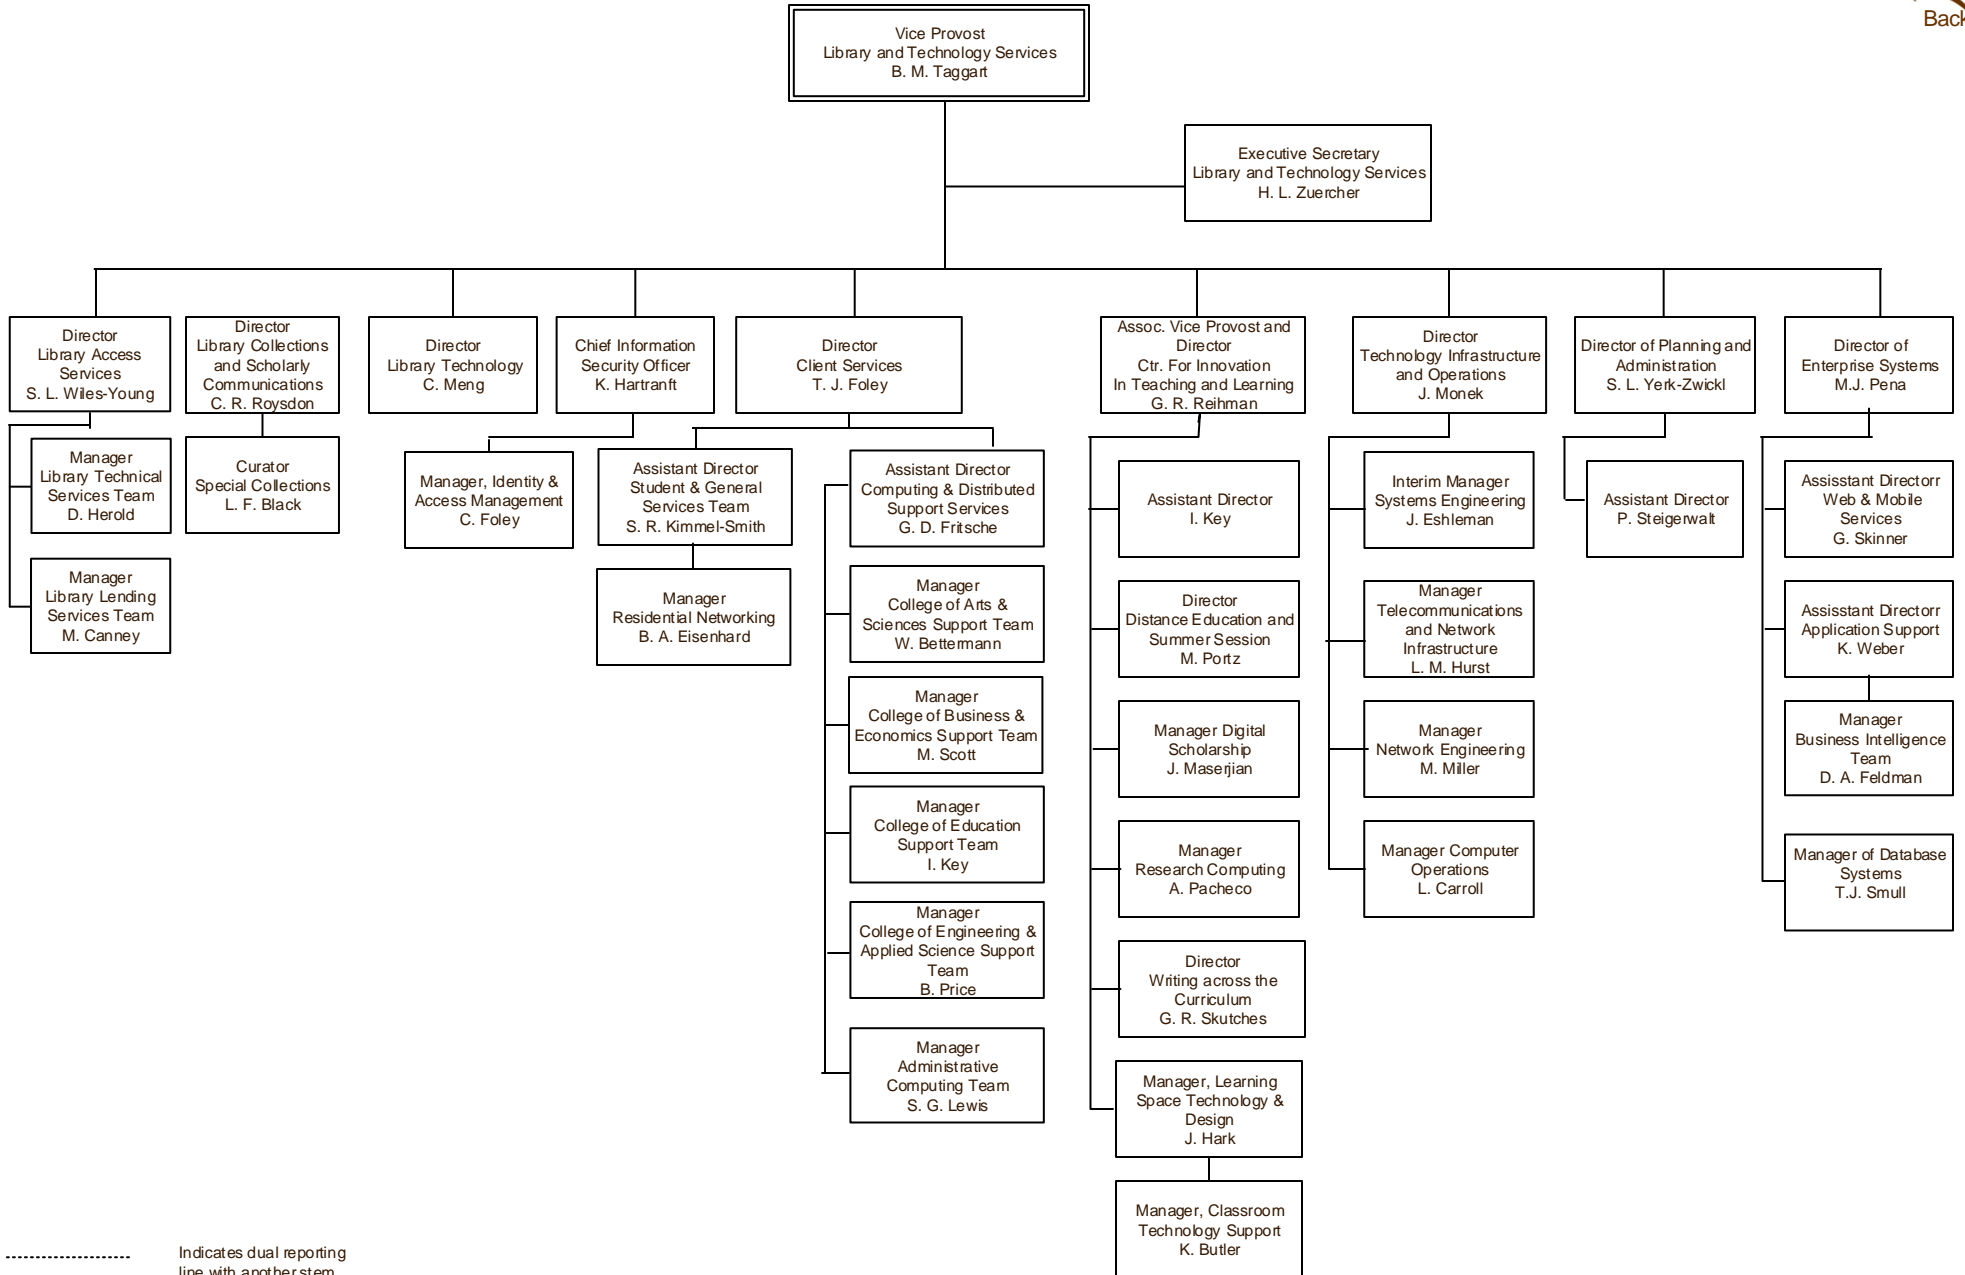 Back
Vice Provost
Library and Technology Services
B. M. Taggart
Executive Secretary
Library and Technology Services
H. L. Zuercher
Director
Library Access
Services
S. L. Wiles-Young
Director
Library Collections
and Scholarly
Communications
C. R. Roysdon
Director
Library Technology
C. Meng
Chief Information
Security Officer
K. Hartranft
Director
Client Services
T. J. Foley
Assoc. Vice Provost and
Director
Ctr. For Innovation
In Teaching and Learning
G. R. Reihman
Director
Technology Infrastructure
and Operations
J. Monek
Director of Planning and
Administration
S. L. Yerk-Zwickl
Director of
Enterprise Systems
M.J. Pena
Manager
Library Technical
Services Team
D. Herold
Manager
Library Lending
Services Team
M. Canney
Curator
Special Collections
L. F. Black
Manager, Identity &
Access Management
C. Foley
Assistant Director
Student & General
Services Team
S. R. Kimmel-Smith
Manager
Residential Networking
B. A. Eisenhard
Assistant Director
Computing & Distributed
Support Services
G. D. Fritsche
Manager
College of Arts &
Sciences Support Team
W. Bettermann
Manager
College of Business &
Economics Support Team
M. Scott
Manager
College of Education
Support Team
I. Key
Manager
College of Engineering &
Applied Science Support
Team
B. Price
Manager
Administrative
Computing Team
S. G. Lewis
Assistant Director
I. Key
Director
Distance Education and
Summer Session
M. Portz
Manager Digital
Scholarship
J. Maserjian
Manager
Research Computing
A. Pacheco
Director
Writing across the
Curriculum
G. R. Skutches
Manager, Learning
Space Technology &
Design
J. Hark
Manager, Classroom
Technology Support
K. Butler
Interim Manager
Systems Engineering
J. Eshleman
Manager
Telecommunications
and Network
Infrastructure
L. M. Hurst
Manager
Network Engineering
M. Miller
Manager Computer
Operations
L. Carroll
Assistant Director
P. Steigerwalt
Assisstant Directorr
Web & Mobile
Services
G. Skinner
Assisstant Directorr
Application Support
K. Weber
Manager
Business Intelligence
Team
D. A. Feldman
Manager of Database
Systems
T.J. Smull
Indicates dual reporting
line with another stem